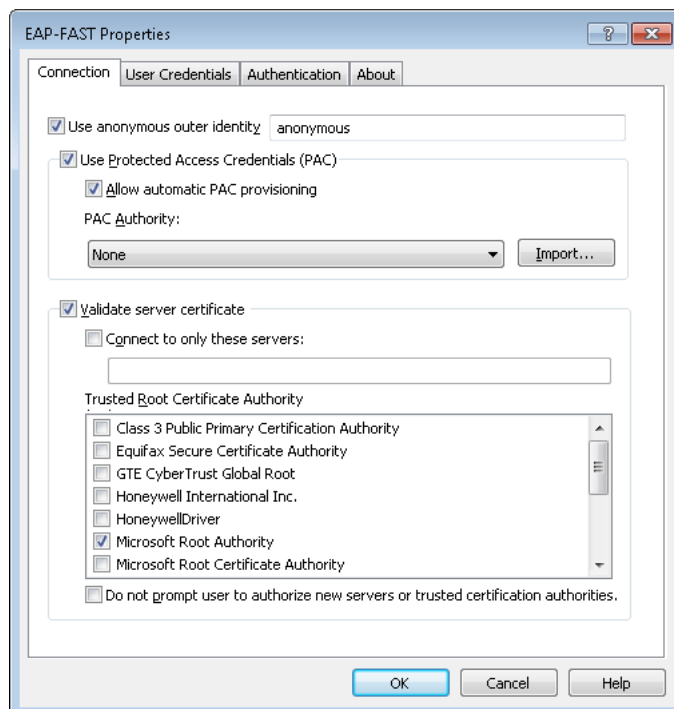 EAP-FAST Properties
Connection User Credentials Authentication About
Use anonymous outer identity anonymous
Use Protected Access Credentials (PAC)
Allow automatic PAC provisioning
PAC Authority:
None Import...
Validate server certificate
Connect to only these servers:
Trusted Root Certificate Authority
Class 3 Public Primary Certification Authority
Equifax Secure Certificate Authority
GTE CyberTrust Global Root
Honeywell International Inc.
HoneywellDriver
Microsoft Root Authority
Microsoft Root Certificate Authority
Do not prompt user to authorize new servers or trusted certification authorities.
OK Cancel Help